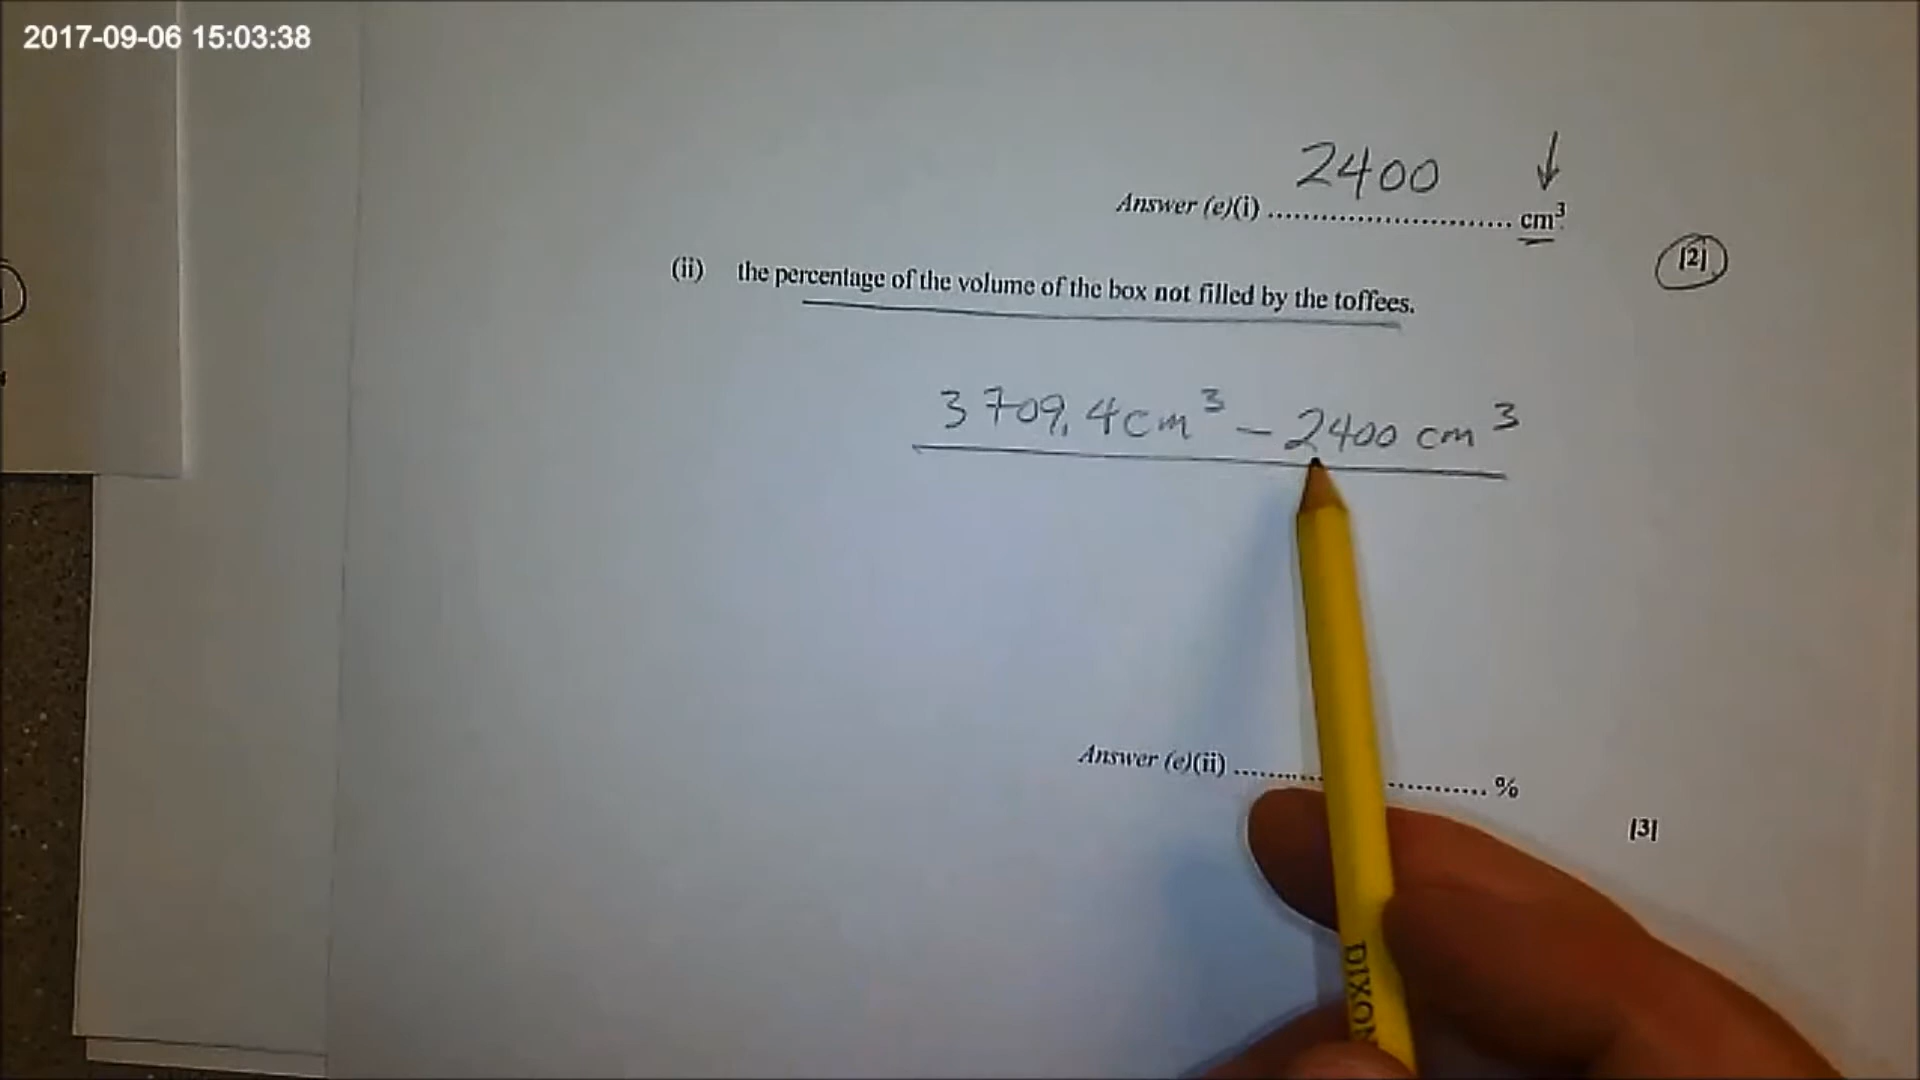 2017-09-06 15:03:38
2400
Answer (e)(i) ................................ cm³
[2]
(ii) the percentage of the volume of the box not filled by the toffees.
3709.4cm³ - 2400 cm³
Answer (e)(ii) ................................ %
[3]
DIXON